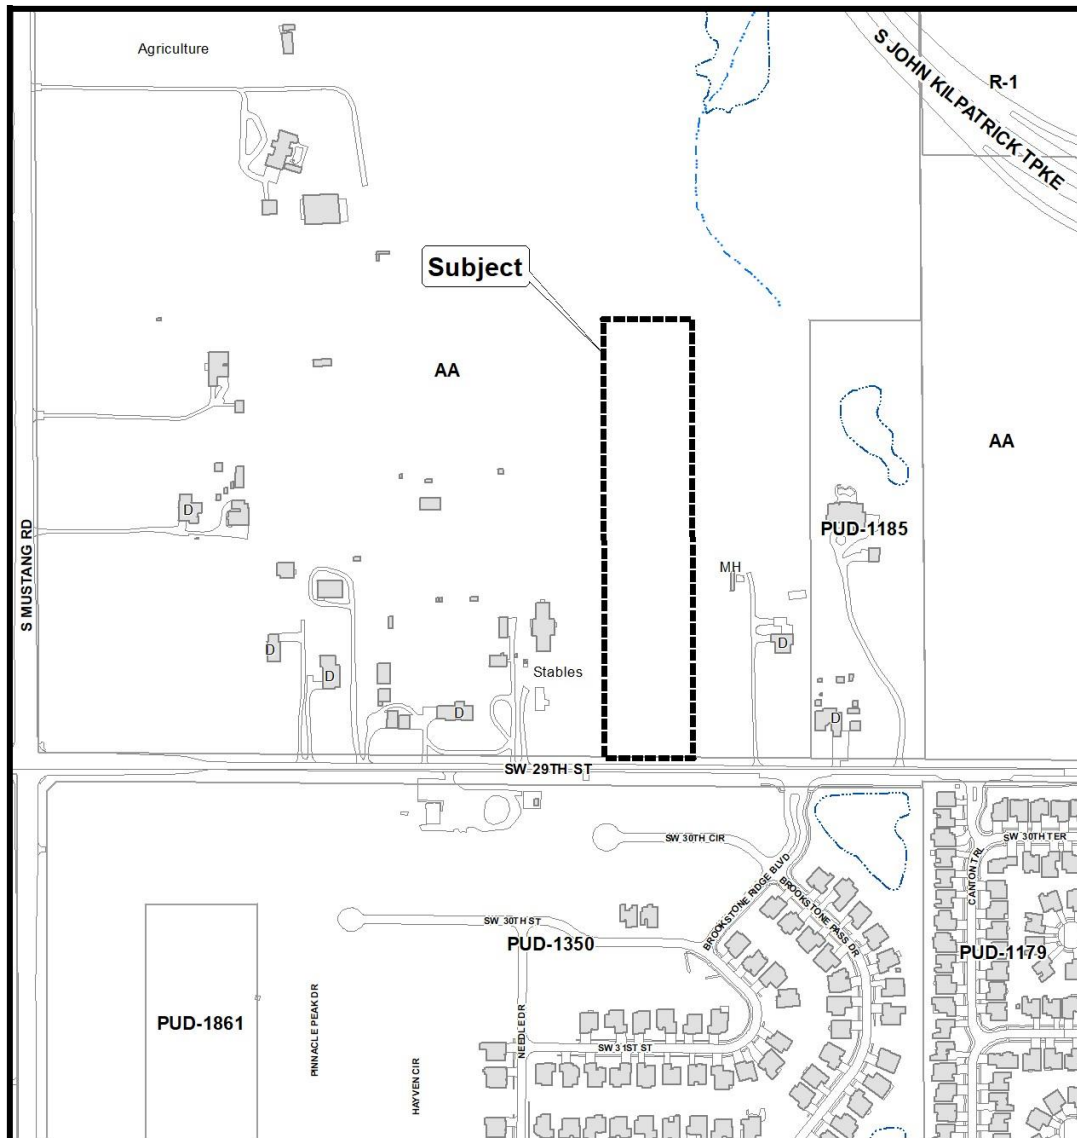 Agriculture
S JOHN KILPATRICK TPKE
R-1
Subject
AA
AA
D
PUD-1185
S MUSTANG RD
MH
D
D
D
Stables
D
D
SW 29TH ST
SW 30TH CIR
SW 30TH TER
CANTON TRL
BROOKSTONE RIDGE BLVD
BROOKSTONE PASS DR
SW 30TH ST
PUD-1350
PUD-1179
PUD-1861
PINNACLE PEAK DR
NEEDLE DR
SW 31ST ST
HAYVEN CIR